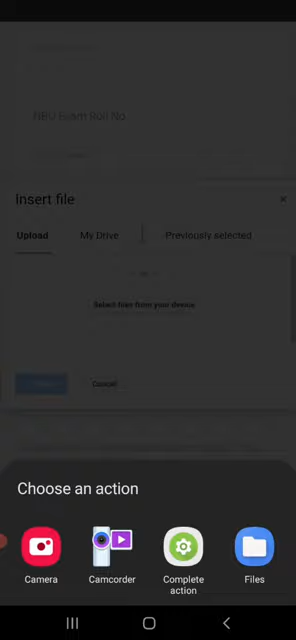 NBU Exam Roll No
Insert file
×
Upload My Drive Previously selected
Select files from your device
Cancel
Choose an action
Camera Camcorder Complete action Files